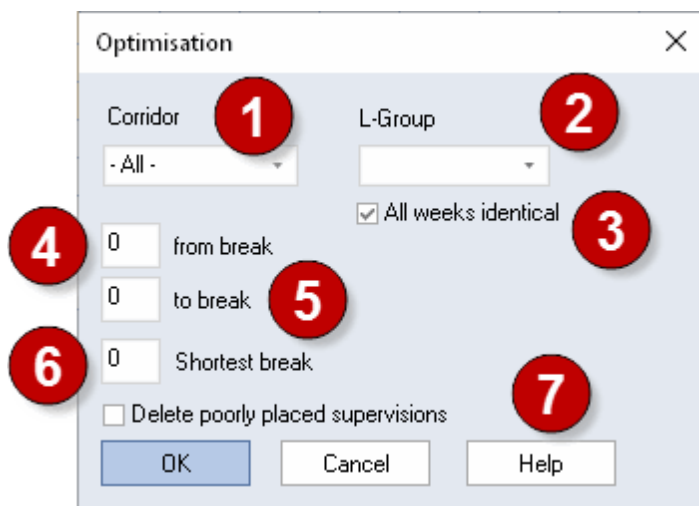 Optimisation
Corridor 1 L-Group 2
- All -
All weeks identical 3
4 0 from break
0 to break 5
6 0 Shortest break
7
Delete poorly placed supervisions
OK Cancel Help